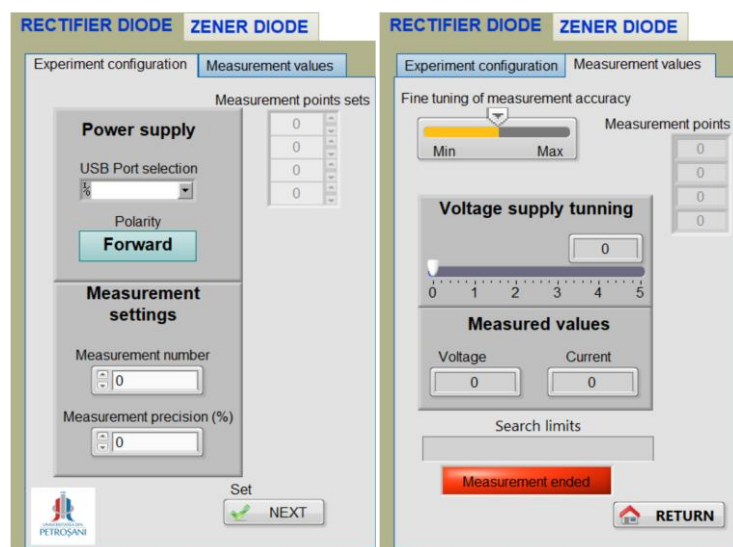 RECTIFIER DIODE ZENER DIODE
Experiment configuration Measurement values
Measurement points sets
0
0
0
0
Power supply
USB Port selection
Polarity
Forward
Measurement
settings
Measurement number
0
Measurement precision (%)
0
Set
NEXT
PETROȘANI
RECTIFIER DIODE ZENER DIODE
Experiment configuration Measurement values
Fine tuning of measurement accuracy
Min Max
Measurement points
0
0
0
0
Voltage supply tunning
0
0 1 2 3 4 5
Measured values
Voltage Current
0 0
Search limits
Measurement ended
RETURN